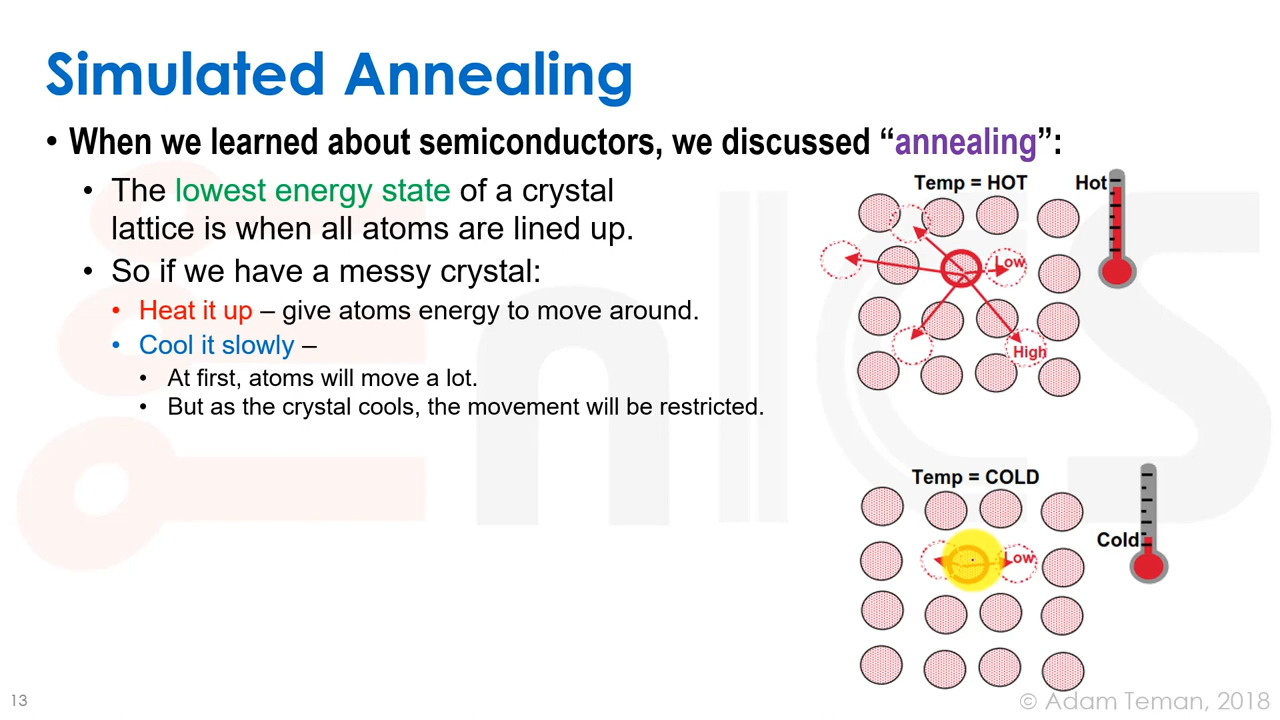 Simulated Annealing
• When we learned about semiconductors, we discussed “annealing”:
• The lowest energy state of a crystal
lattice is when all atoms are lined up.
• So if we have a messy crystal:
• Heat it up – give atoms energy to move around.
• Cool it slowly –
• At first, atoms will move a lot.
• But as the crystal cools, the movement will be restricted.
Temp = HOT
Hot
Low
High
Temp = COLD
Cold
Low
13
© Adam Teman, 2018